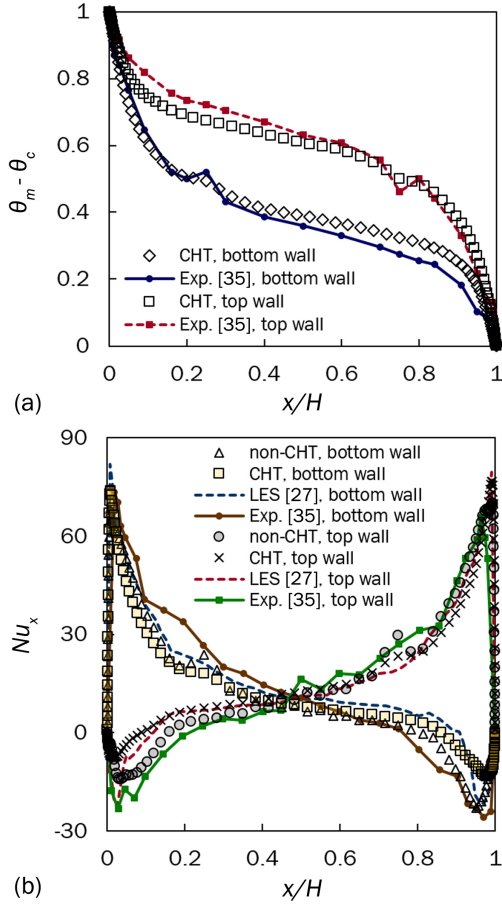 1
0.8
0.6
0.4
0.2
0
θm - θc
CHT, bottom wall
Exp. [35], bottom wall
CHT, top wall
Exp. [35], top wall
0 0.2 0.4 0.6 0.8 1
x/H
(a)
90
60
30
0
-30
Nux
non-CHT, bottom wall
CHT, bottom wall
LES [27], bottom wall
Exp. [35], bottom wall
non-CHT, top wall
CHT, top wall
LES [27], top wall
Exp. [35], top wall
0 0.2 0.4 0.6 0.8 1
x/H
(b)